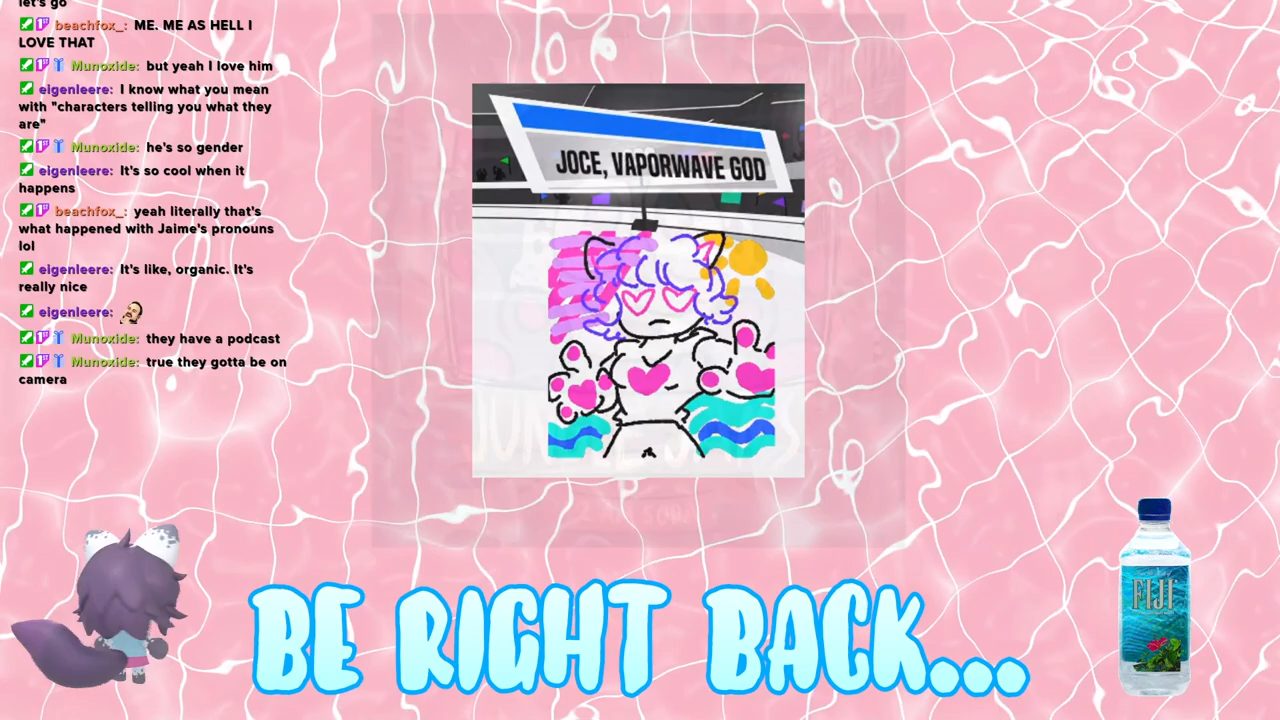 let's go
beachfox_: ME. ME AS HELL I
LOVE THAT
Munoxide: but yeah I love him
eigenleere: I know what you mean
with "characters telling you what they
are"
Munoxide: he's so gender
eigenleere: It's so cool when it
happens
beachfox_: yeah literally that's
what happened with Jaime's pronouns
lol
eigenleere: It's like, organic. It's
really nice
eigenleere:
Munoxide: they have a podcast
Munoxide: true they gotta be on
camera
JOCE, VAPORWAVE GOD
BE RIGHT BACK...
FIJI